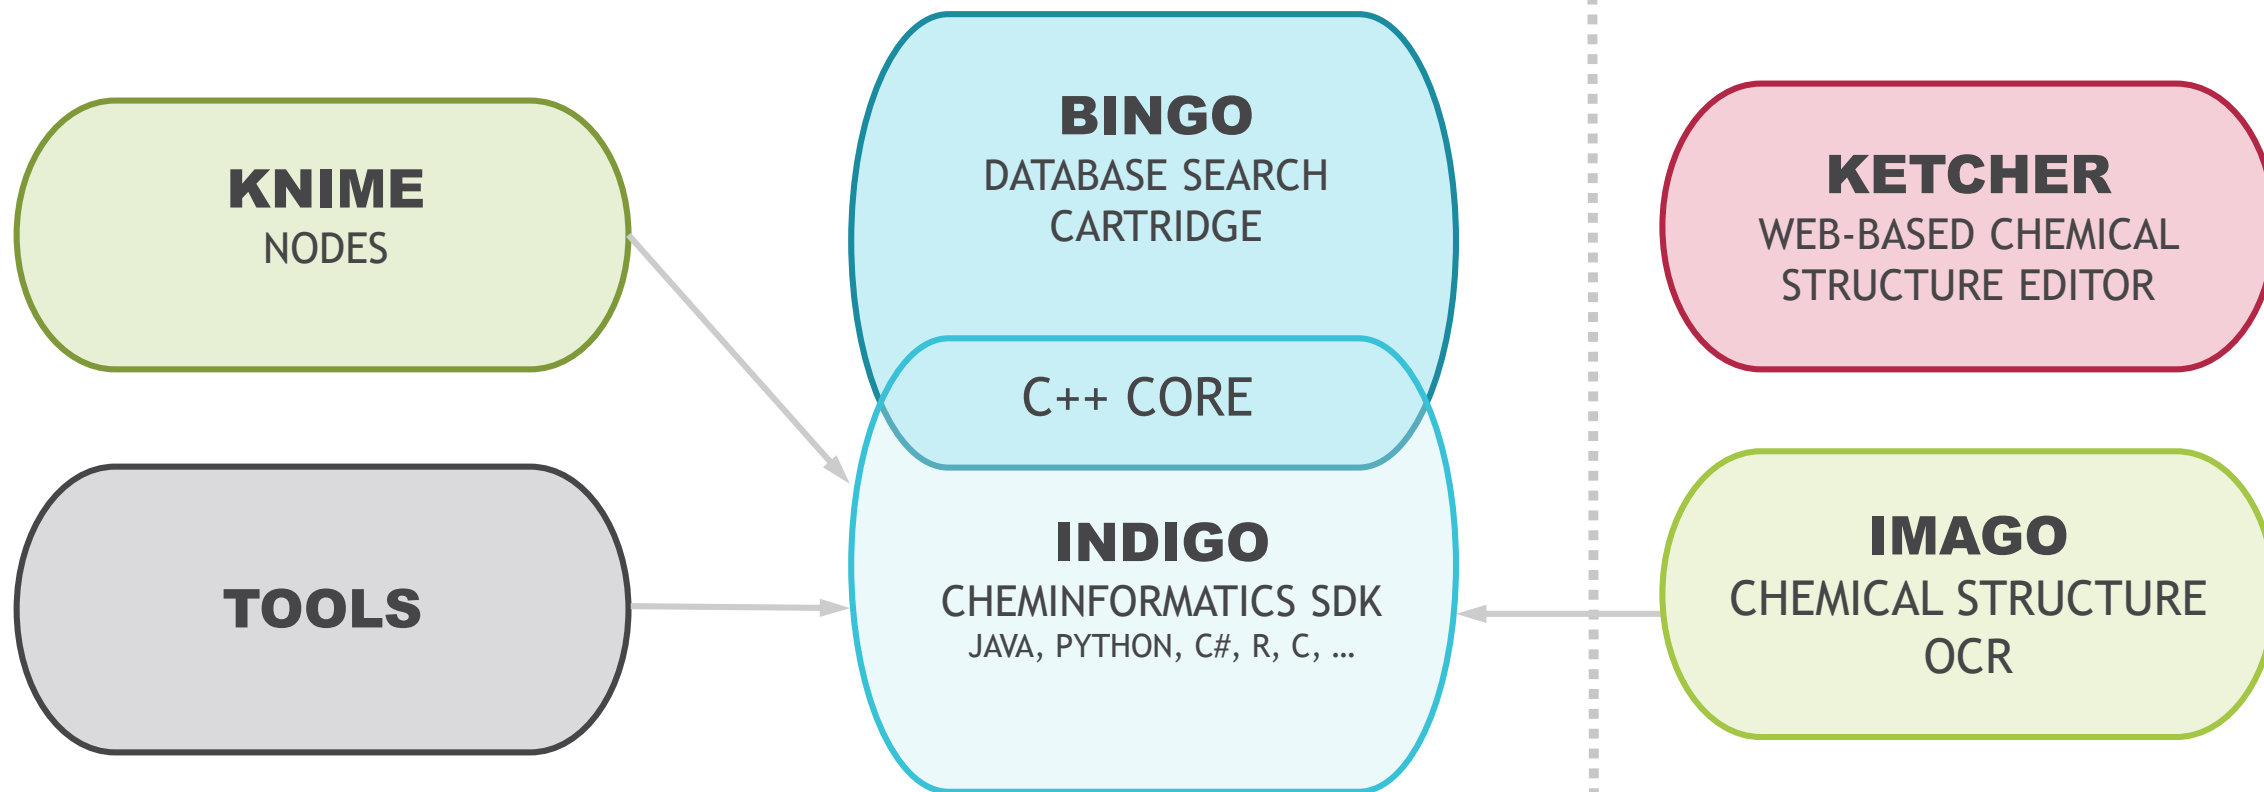 KNIME
NODES
TOOLS
BINGO
DATABASE SEARCH
CARTRIDGE
C++ CORE
INDIGO
CHEMINFORMATICS SDK
JAVA, PYTHON, C#, R, C, …
KETCHER
WEB-BASED CHEMICAL
STRUCTURE EDITOR
IMAGO
CHEMICAL STRUCTURE
OCR